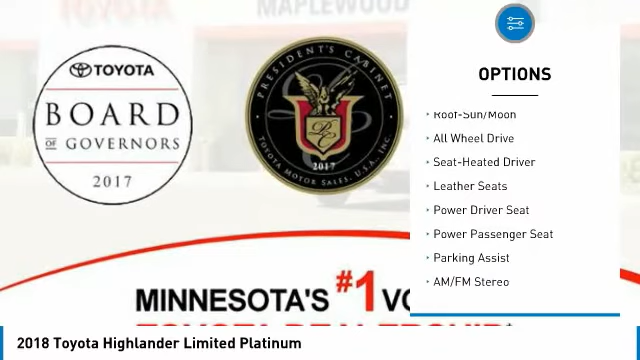 MAPLEWOOD
TOYOTA
BOARD
OF GOVERNORS
2017
PRESIDENT'S CABINET
PC
2017
TOYOTA MOTOR SALES, U.S.A., INC.
OPTIONS
Roof-Sun/Moon
All Wheel Drive
Seat-Heated Driver
Leather Seats
Power Driver Seat
Power Passenger Seat
Parking Assist
AM/FM Stereo
MINNESOTA'S #1
2018 Toyota Highlander Limited Platinum